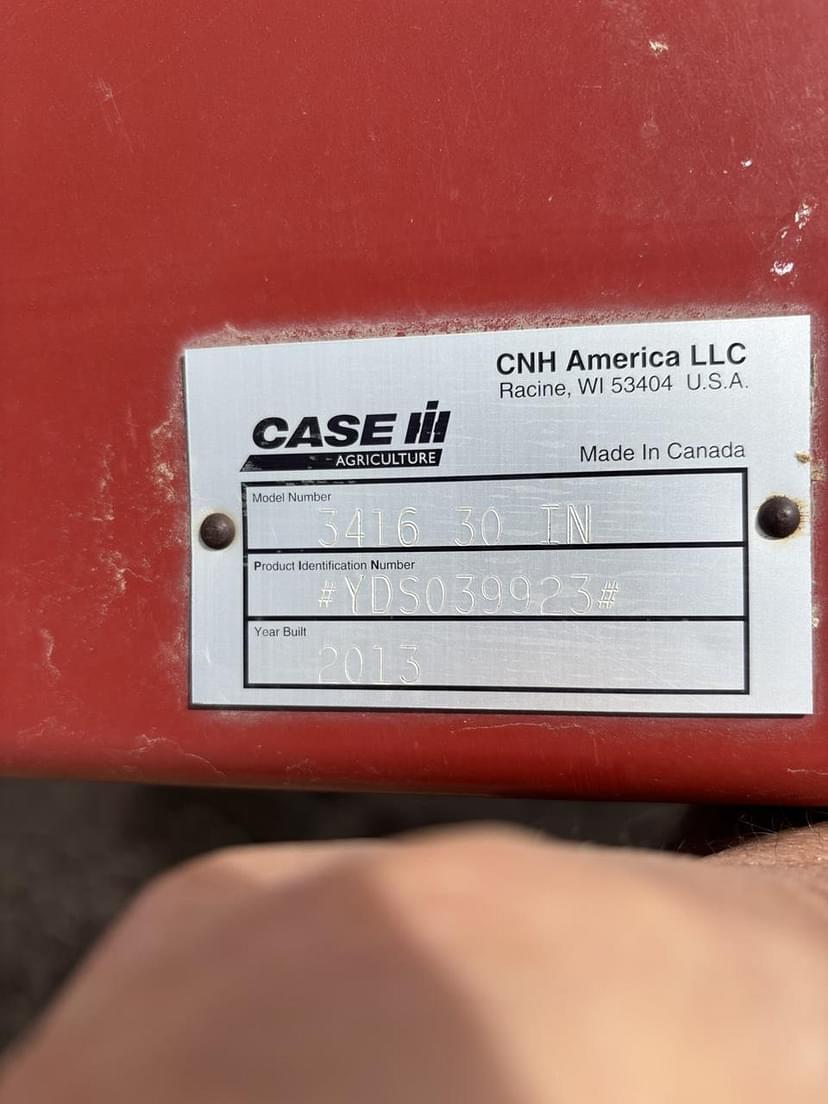 CNH America LLC
Racine, WI 53404 U.S.A.
CASE IH
AGRICULTURE
Made In Canada
Model Number
3416 30 IN
Product Identification Number
#YDS039923#
Year Built
2013